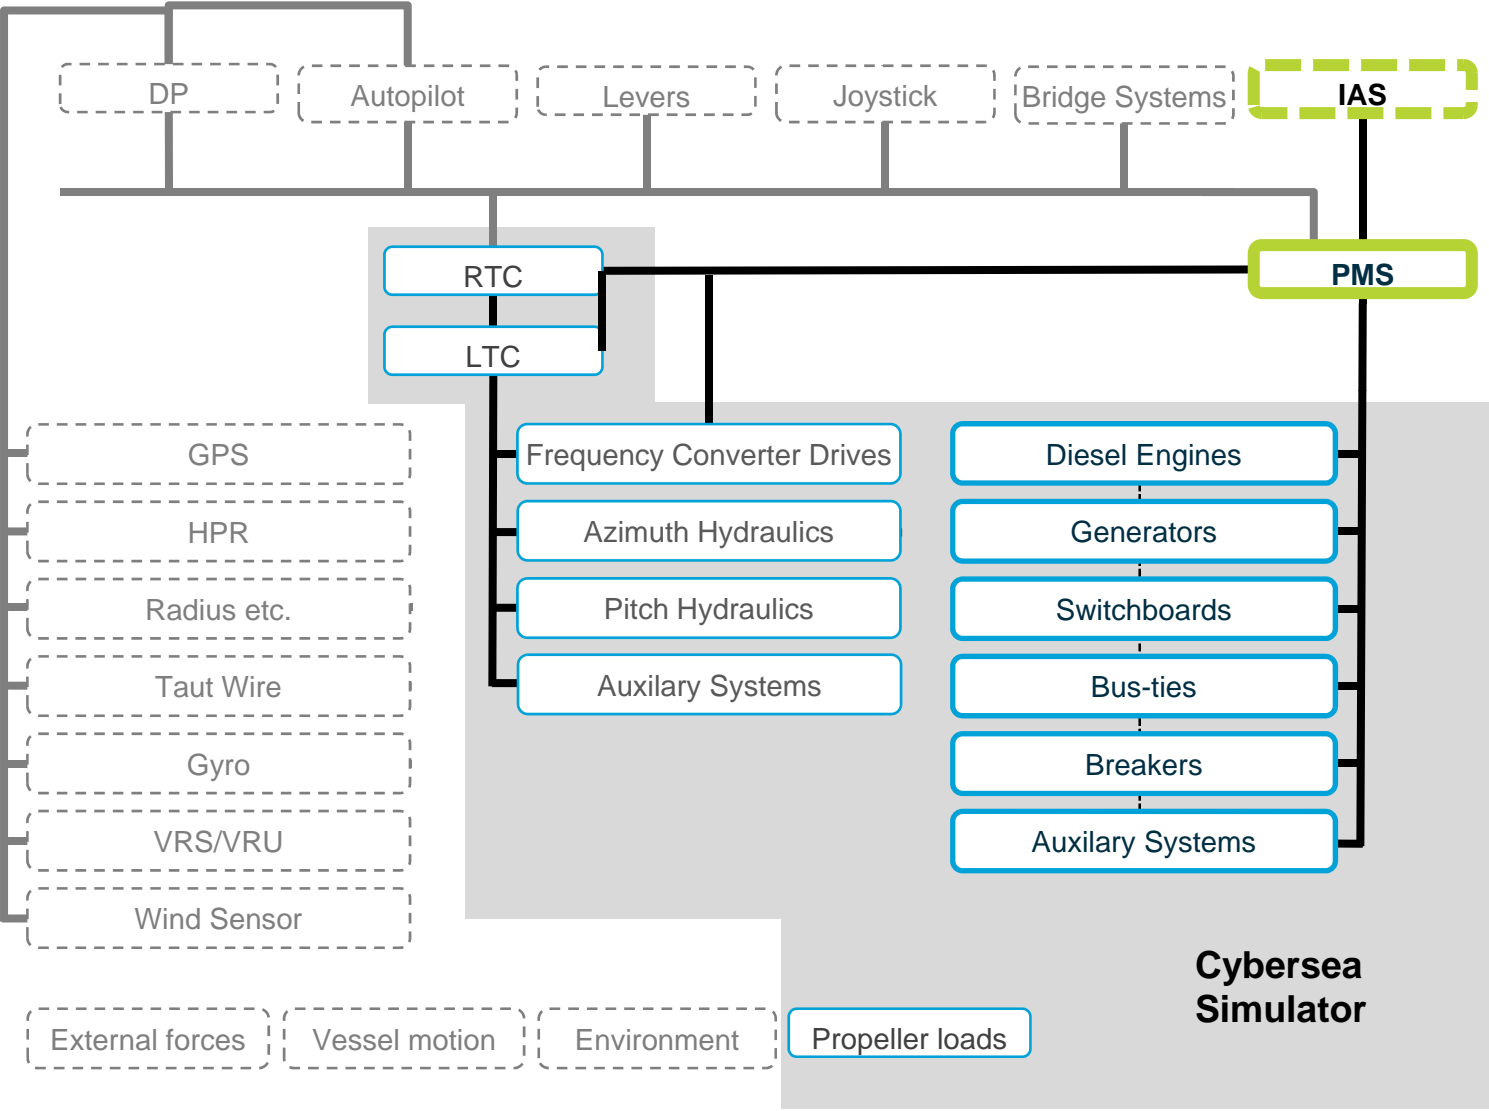 DP
Autopilot
Levers
Joystick
Bridge Systems
IAS
RTC
PMS
LTC
GPS
HPR
Radius etc.
Taut Wire
Gyro
VRS/VRU
Wind Sensor
Frequency Converter Drives
Azimuth Hydraulics
Pitch Hydraulics
Auxilary Systems
Diesel Engines
Generators
Switchboards
Bus-ties
Breakers
Auxilary Systems
Cybersea
Simulator
External forces
Vessel motion
Environment
Propeller loads